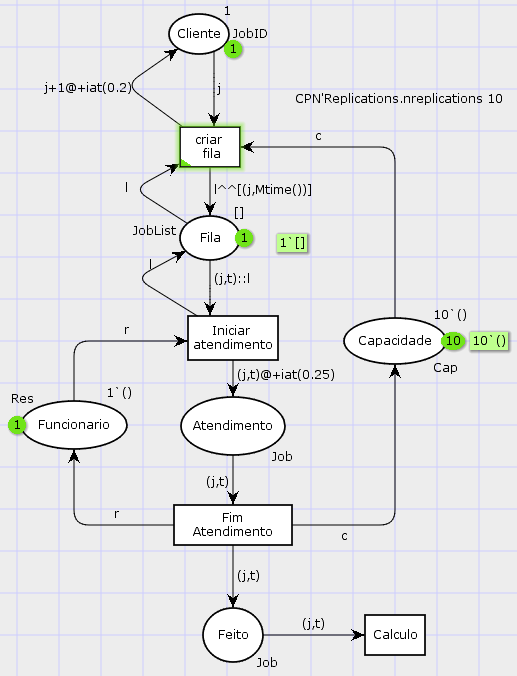 1
Cliente
JobID
1
j+1@+iat(0.2)
j
CPN'Replications.nreplications 10
criar
fila
c
l
l^^[(j,Mtime())]
[]
JobList
Fila
1
1`[]
l
(j,t)::l
10`()
r
Iniciar
atendimento
Capacidade
10
10`()
Cap
(j,t)@+iat(0.25)
Res
1`()
1
Funcionario
Atendimento
Job
(j,t)
r
Fim
Atendimento
c
(j,t)
Feito
(j,t)
Calculo
Job